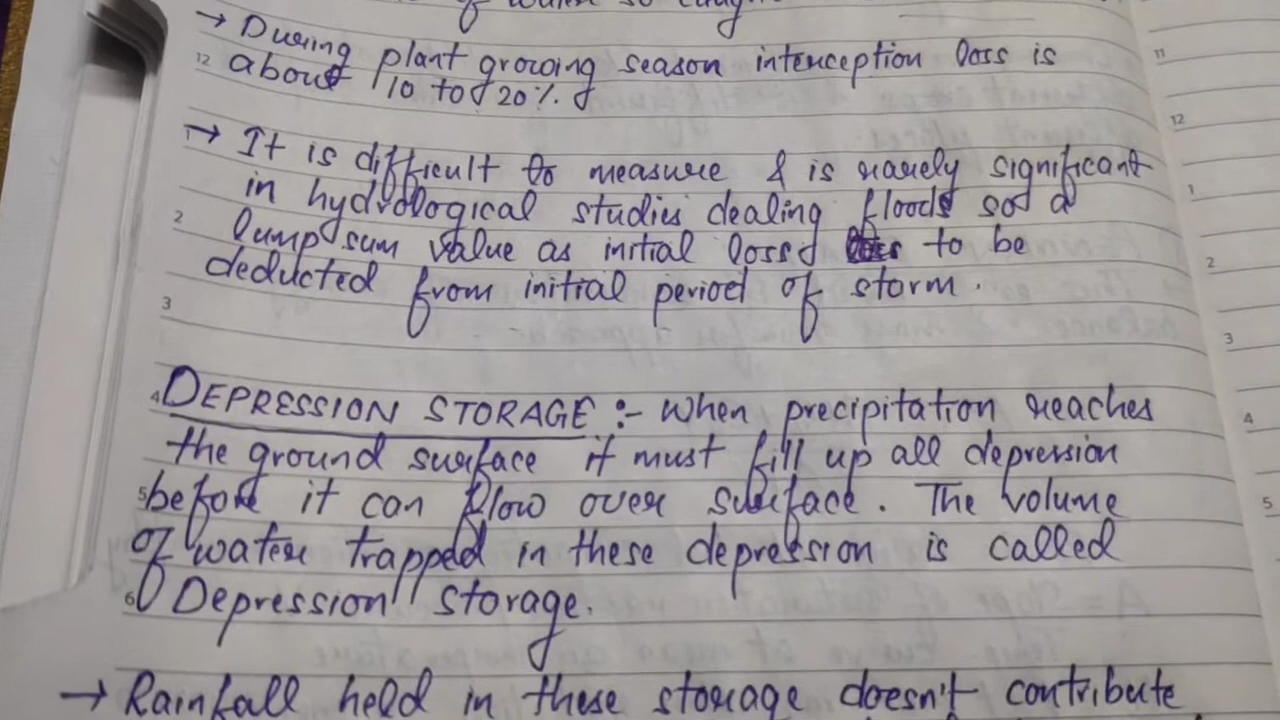 of water so caught
→ During plant growing season interception loss is
about 10 to 20%.
→ It is difficult to measure & is rarely significant
in hydrological studies dealing floods so a
lump sum value as initial loss to be
deducted from initial period of storm.
DEPRESSION STORAGE :- When precipitation reaches
the ground surface it must fill up all depression
before it can flow over surface. The volume
of water trapped in these depression is called
Depression storage.
→ Rainfall held in these storage doesn't contribute